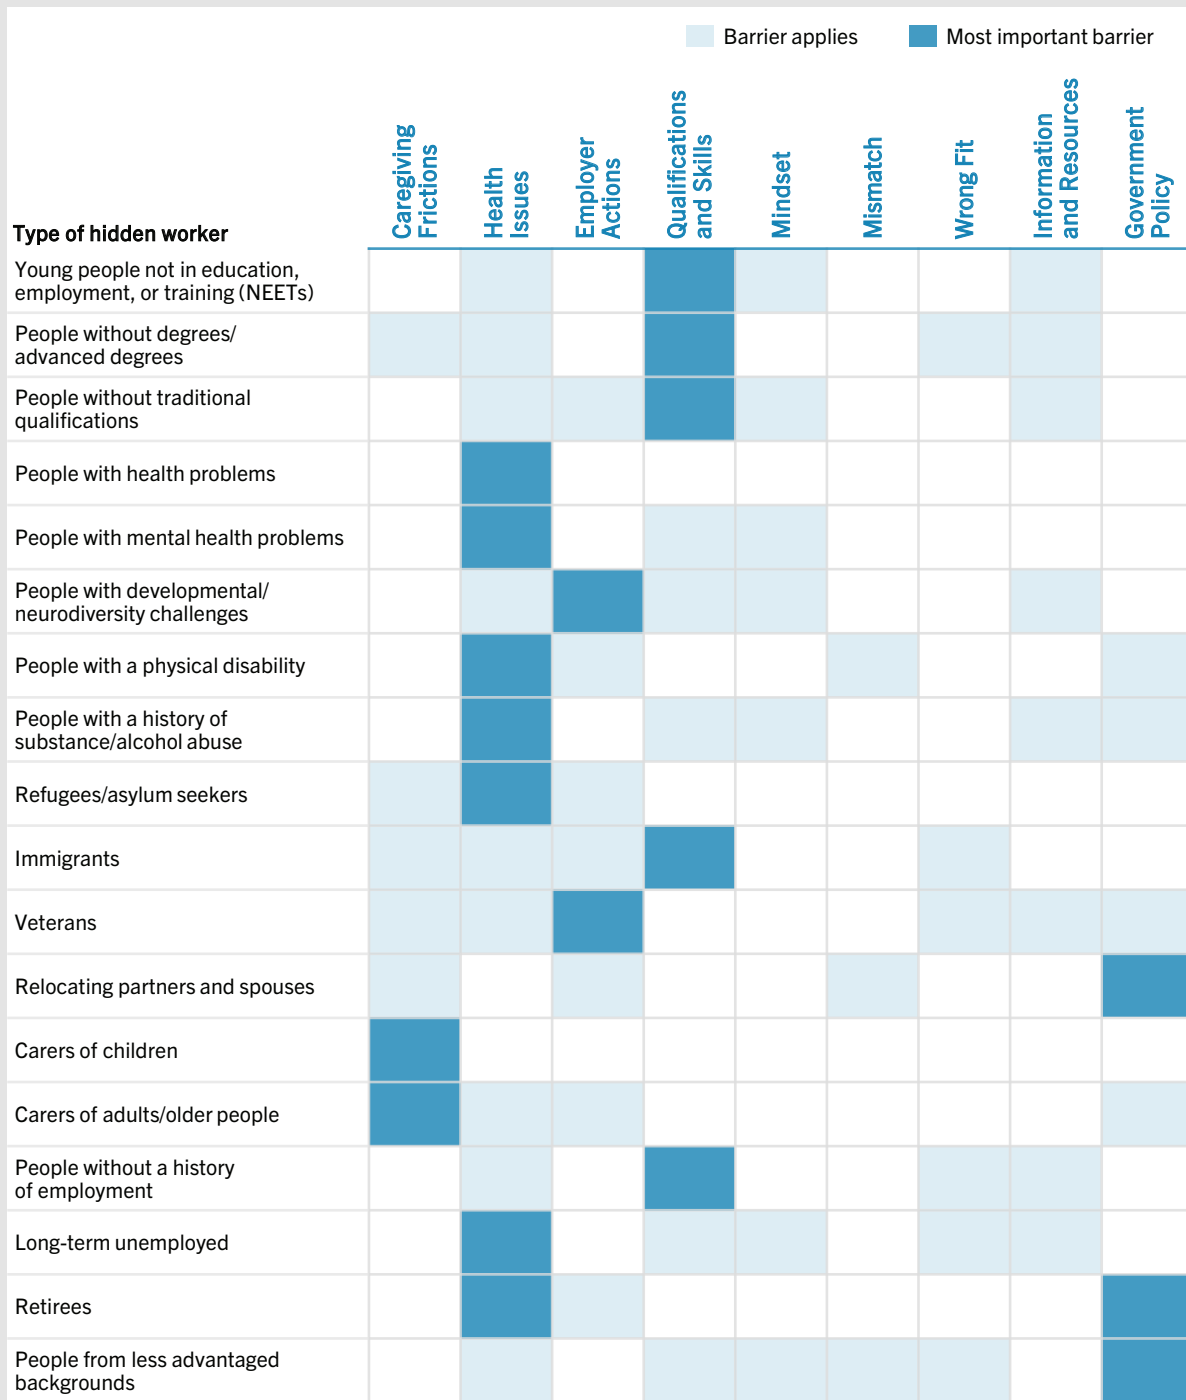 Barrier applies
Most important barrier
Caregiving
Frictions
Health
Issues
Employer
Actions
Qualifications
and Skills
Mindset
Mismatch
Wrong Fit
Information
and Resources
Government
Policy
Type of hidden worker
Young people not in education,
employment, or training (NEETs)
People without degrees/
advanced degrees
People without traditional
qualifications
People with health problems
People with mental health problems
People with developmental/
neurodiversity challenges
People with a physical disability
People with a history of
substance/alcohol abuse
Refugees/asylum seekers
Immigrants
Veterans
Relocating partners and spouses
Carers of children
Carers of adults/older people
People without a history
of employment
Long-term unemployed
Retirees
People from less advantaged
backgrounds